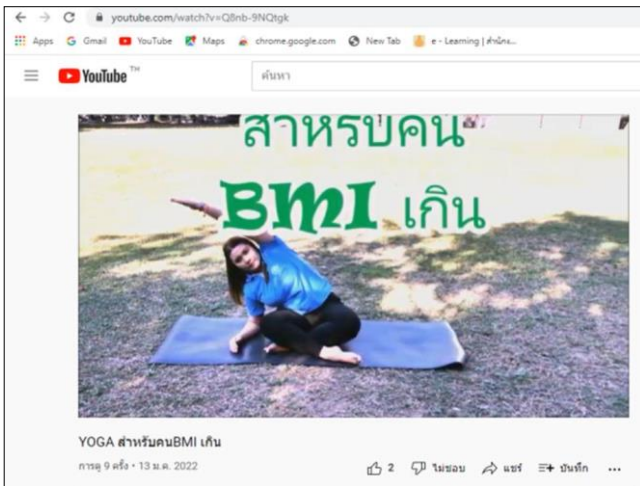 youtube.com/watch?v=Q8nb-9NQtgk
Apps Gmail YouTube Maps chrome.google.com New Tab e - Learning | สำนัก...
YouTube TH
ค้นหา
สำหรับคน
BMI เกิน
YOGA สำหรับคนBMI เกิน
การดู 9 ครั้ง • 13 ม.ค. 2022
2 ไม่ชอบ แชร์ บันทึก ...